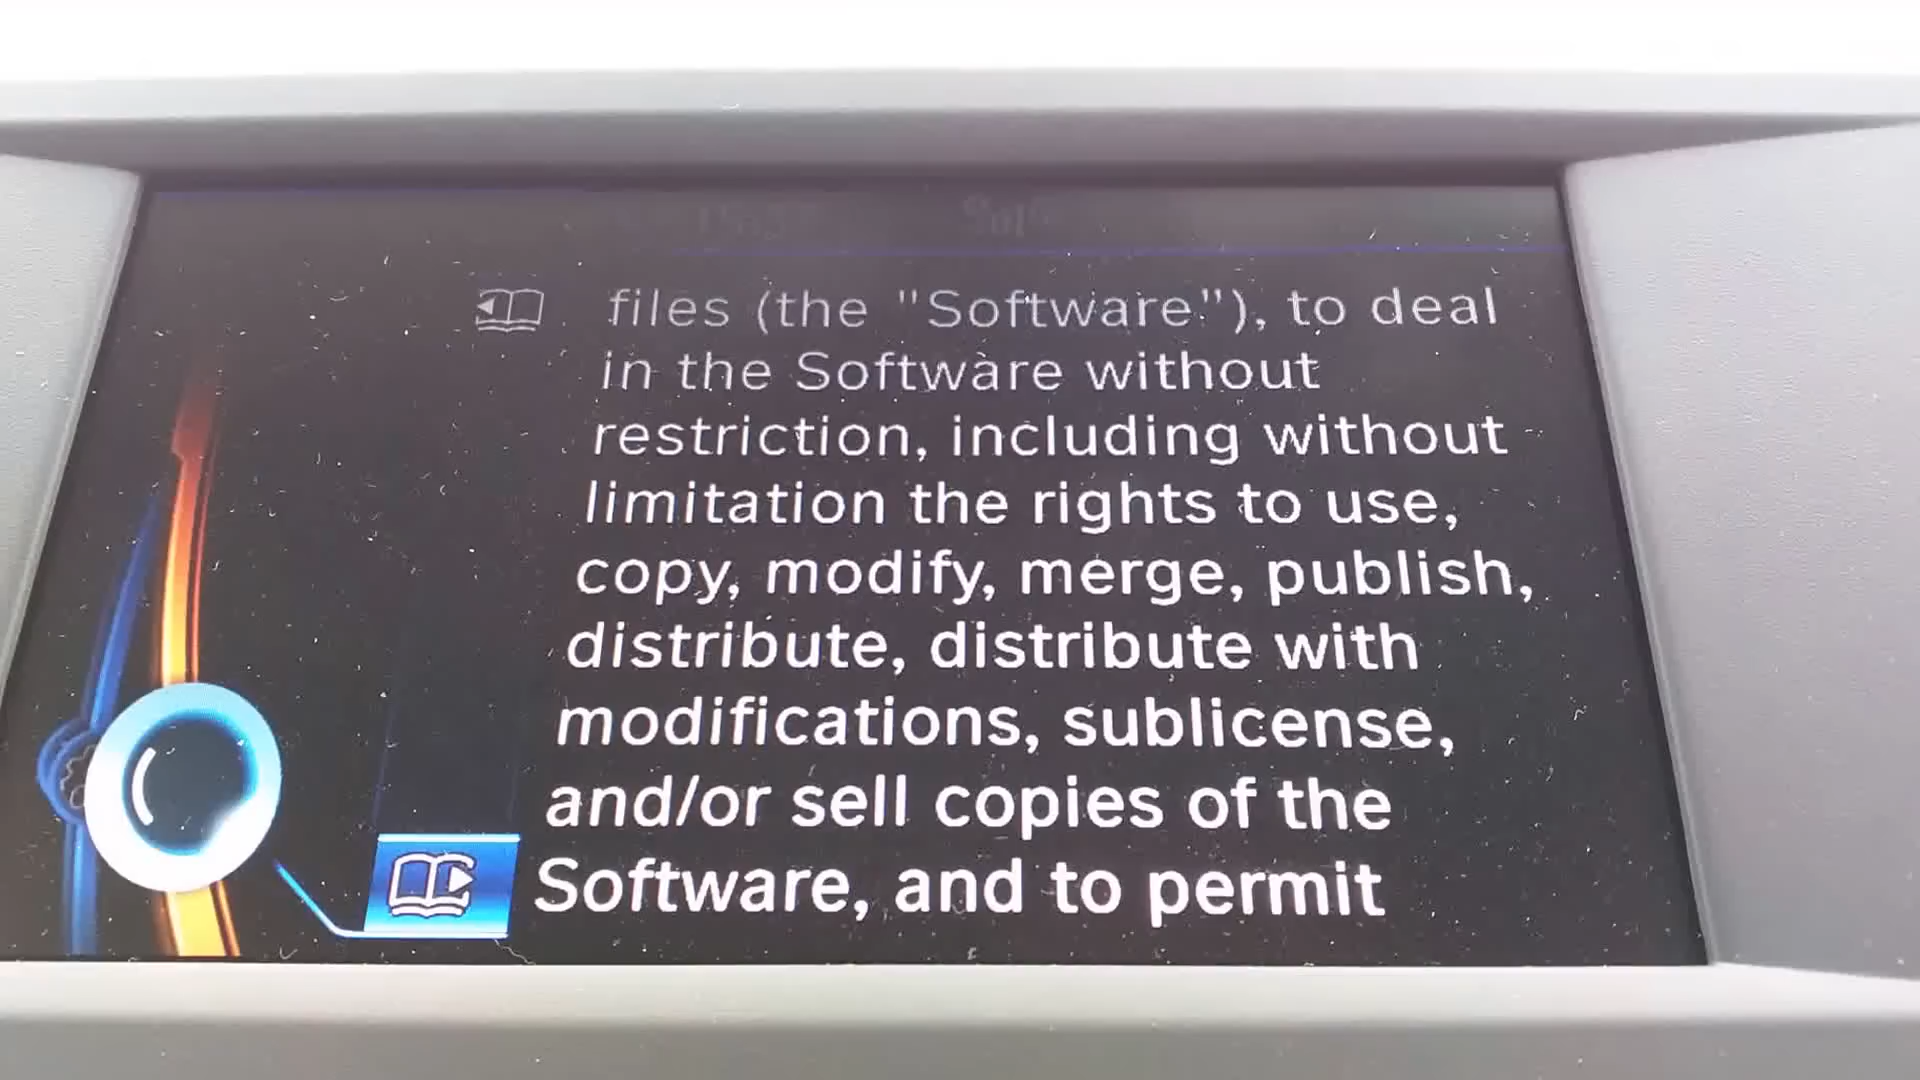 files (the "Software"), to deal
in the Software without
restriction, including without
limitation the rights to use,
copy, modify, merge, publish,
distribute, distribute with
modifications, sublicense,
and/or sell copies of the
Software, and to permit